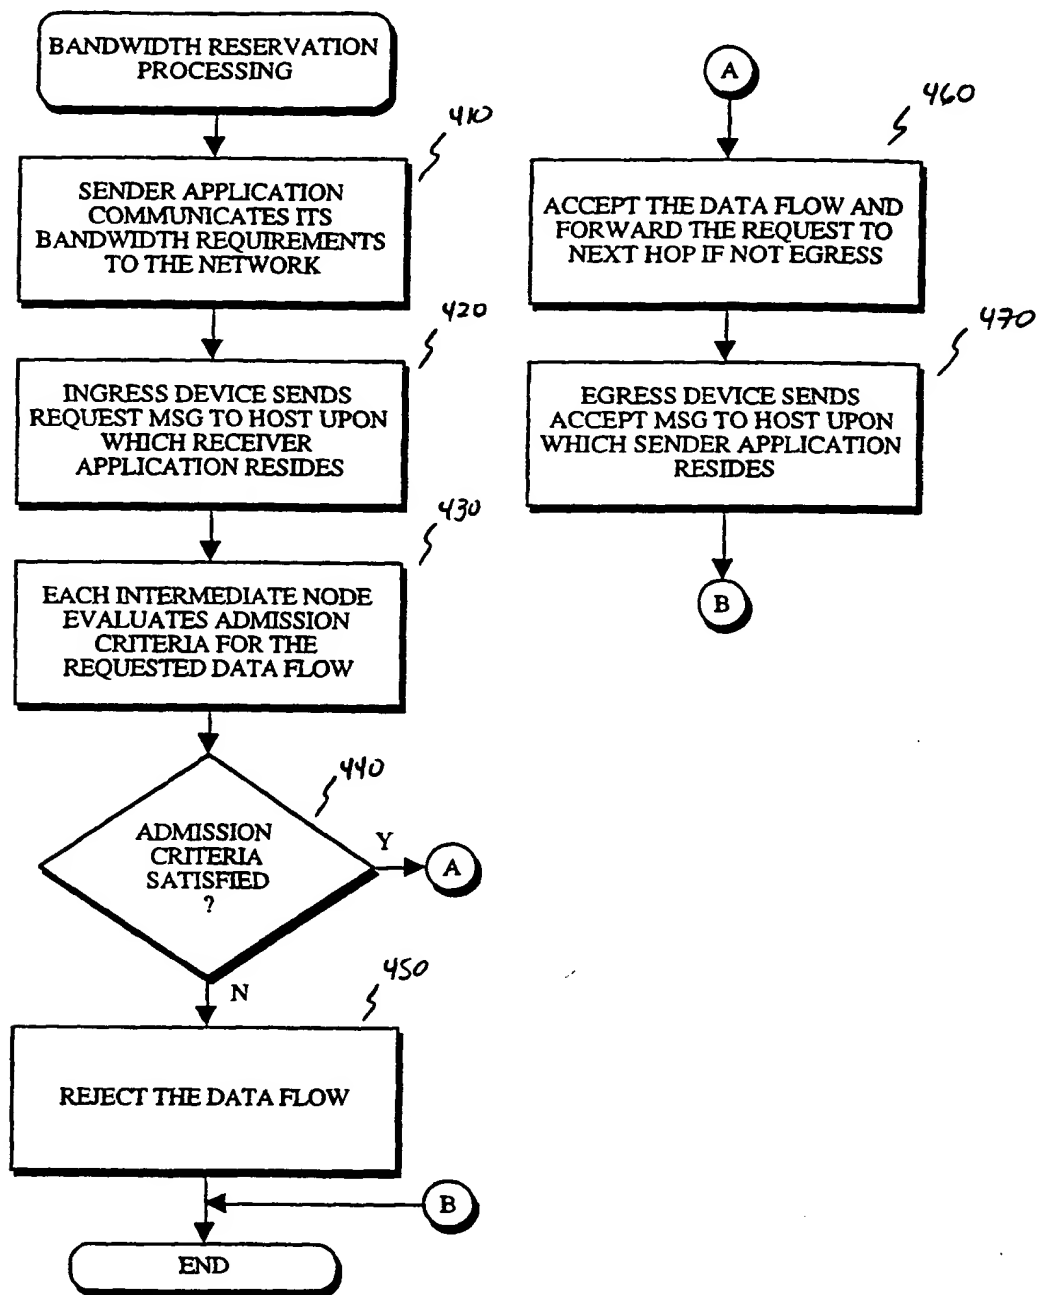 BANDWIDTH RESERVATION
PROCESSING
410
SENDER APPLICATION
COMMUNICATES ITS
BANDWIDTH REQUIREMENTS
TO THE NETWORK
420
INGRESS DEVICE SENDS
REQUEST MSG TO HOST UPON
WHICH RECEIVER
APPLICATION RESIDES
430
EACH INTERMEDIATE NODE
EVALUATES ADMISSION
CRITERIA FOR THE
REQUESTED DATA FLOW
440
ADMISSION
CRITERIA
SATISFIED
?
Y
A
N
450
REJECT THE DATA FLOW
B
END
A
460
ACCEPT THE DATA FLOW AND
FORWARD THE REQUEST TO
NEXT HOP IF NOT EGRESS
470
EGRESS DEVICE SENDS
ACCEPT MSG TO HOST UPON
WHICH SENDER APPLICATION
RESIDES
B